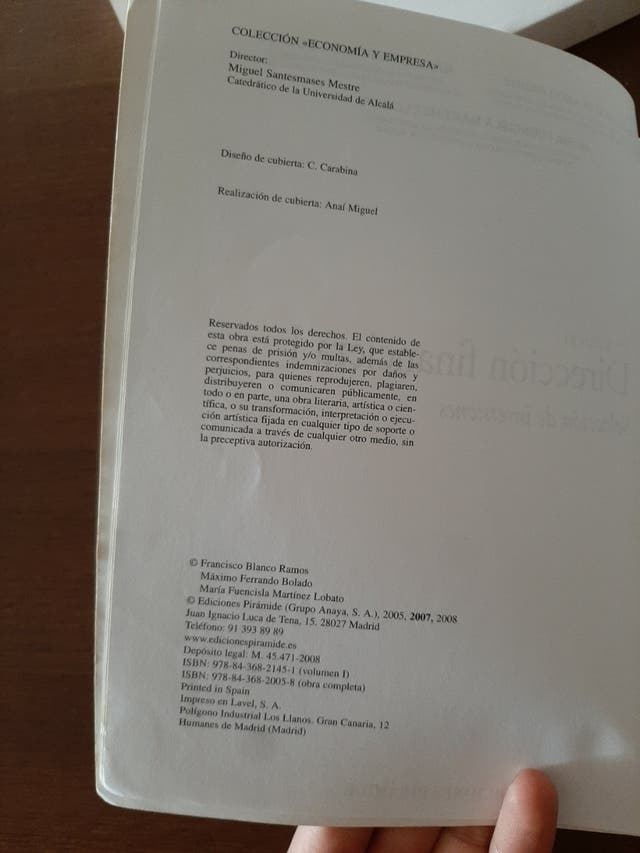 COLECCIÓN «ECONOMÍA Y EMPRESA»
Director:
Miguel Santesmases Mestre
Catedrático de la Universidad de Alcalá
Diseño de cubierta: C. Carabina
Realización de cubierta: Anaí Miguel
Reservados todos los derechos. El contenido de
esta obra está protegido por la Ley, que estable-
ce penas de prisión y/o multas, además de las
correspondientes indemnizaciones por daños y
perjuicios, para quienes reprodujeren, plagiaren,
distribuyeren o comunicaren públicamente, en
todo o en parte, una obra literaria, artística o cien-
tífica, o su transformación, interpretación o ejecu-
ción artística fijada en cualquier tipo de soporte o
comunicada a través de cualquier otro medio, sin
la preceptiva autorización.
© Francisco Blanco Ramos
Máximo Ferrando Bolado
María Fuencisla Martínez Lobato
© Ediciones Pirámide (Grupo Anaya, S. A.), 2005, 2007, 2008
Juan Ignacio Luca de Tena, 15. 28027 Madrid
Teléfono: 91 393 89 89
www.edicionespiramide.es
Depósito legal: M. 45.471-2008
ISBN: 978-84-368-2145-1 (volumen I)
ISBN: 978-84-368-2005-8 (obra completa)
Printed in Spain
Impreso en Lavel, S. A.
Polígono Industrial Los Llanos. Gran Canaria, 12
Humanes de Madrid (Madrid)
Dirección fina